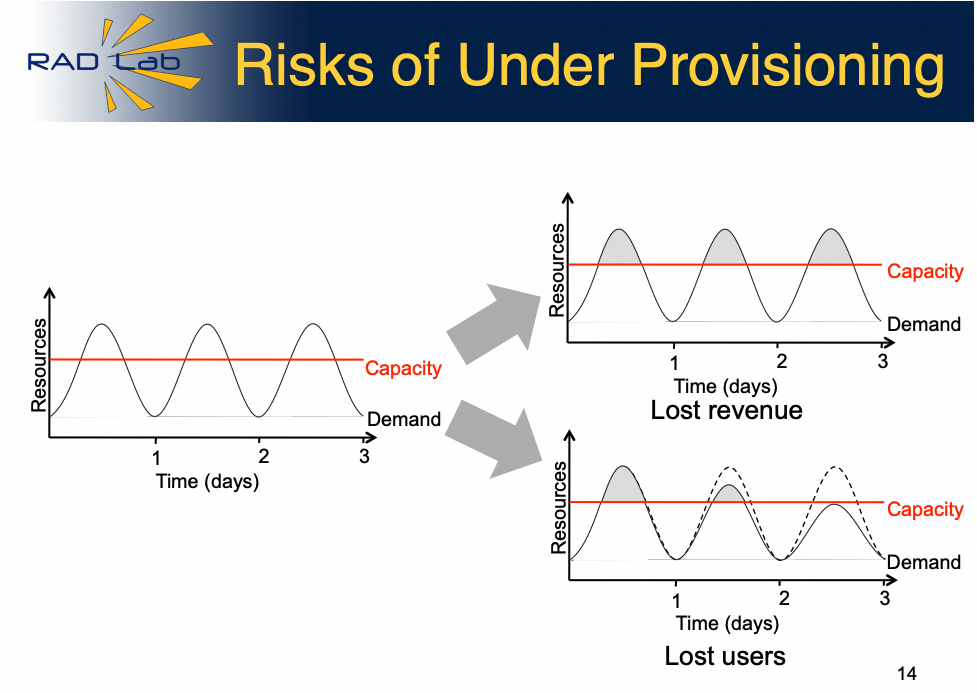 RAD Lab
Risks of Under Provisioning
Resources
Capacity
Demand
1 2 3
Time (days)
Resources
Capacity
Demand
1 2 3
Time (days)
Lost revenue
Resources
Capacity
Demand
1 2 3
Time (days)
Lost users
14